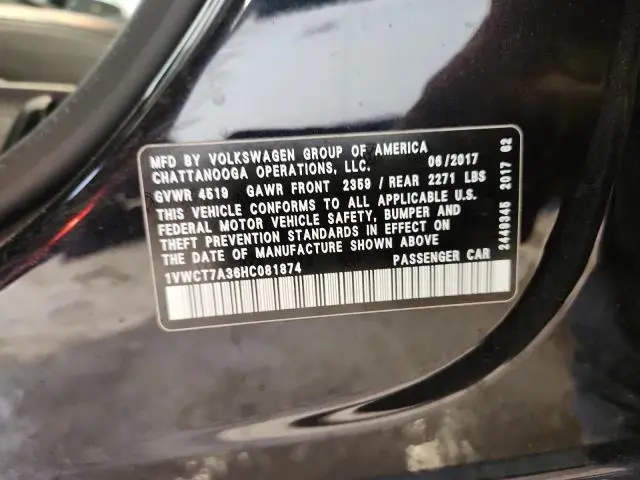 MFD BY VOLKSWAGEN GROUP OF AMERICA
CHATTANOOGA OPERATIONS, LLC. 06/2017
GVWR 4519 GAWR FRONT 2359 / REAR 2271 LBS
THIS VEHICLE CONFORMS TO ALL APPLICABLE U.S.
FEDERAL MOTOR VEHICLE SAFETY, BUMPER AND
THEFT PREVENTION STANDARDS IN EFFECT ON
THE DATE OF MANUFACTURE SHOWN ABOVE
1VWCT7A36HC081874 PASSENGER CAR
2449945 2017 G2